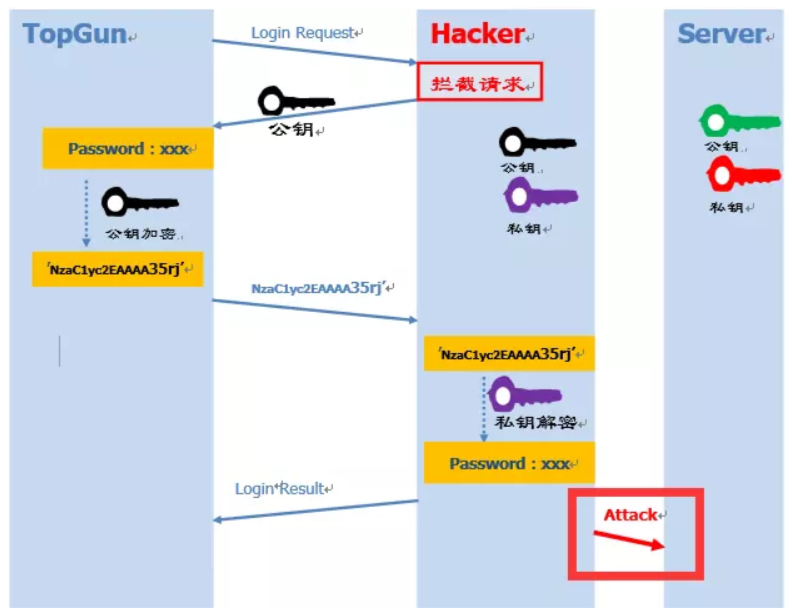 TopGun
Login Request
Hacker
Server
拦截请求
公钥
Password : xxx
公钥
公钥
私钥
私钥
公钥加密
'NzaC1yc2EAAAA35rj'
NzaC1yc2EAAAA35rj'
'NzaC1yc2EAAAA35rj'
私钥解密
Password : xxx
Login Result
Attack